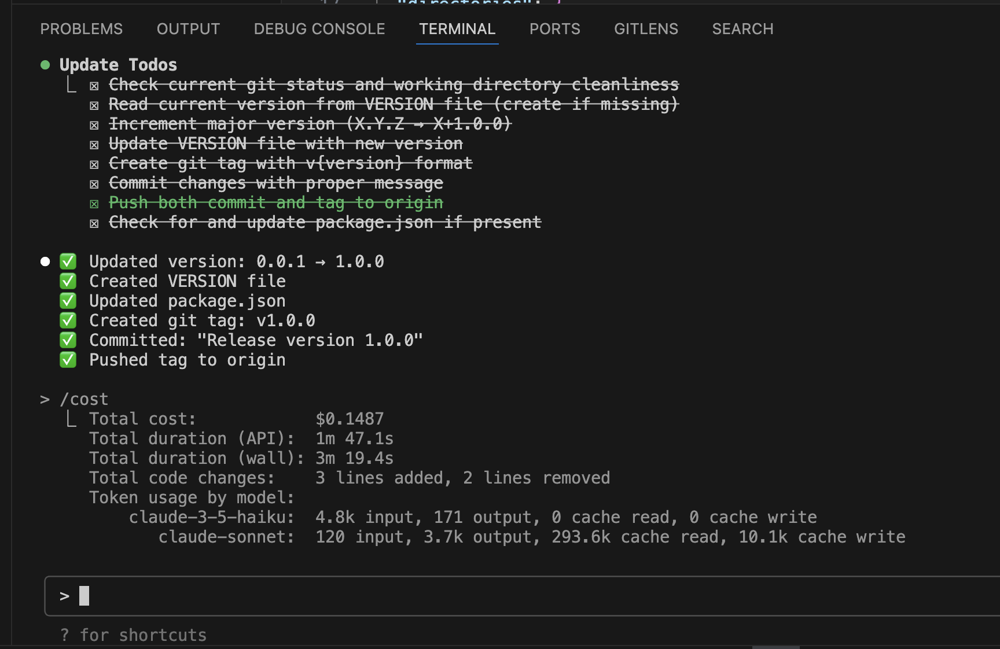 "directories": {
PROBLEMS OUTPUT DEBUG CONSOLE TERMINAL PORTS GITLENS SEARCH
● Update Todos
⎿ ☒ Check current git status and working directory cleanliness
☒ Read current version from VERSION file (create if missing)
☒ Increment major version (X.Y.Z → X+1.0.0)
☒ Update VERSION file with new version
☒ Create git tag with v{version} format
☒ Commit changes with proper message
☒ Push both commit and tag to origin
☒ Check for and update package.json if present
● ✅ Updated version: 0.0.1 → 1.0.0
✅ Created VERSION file
✅ Updated package.json
✅ Created git tag: v1.0.0
✅ Committed: "Release version 1.0.0"
✅ Pushed tag to origin
> /cost
⎿ Total cost: $0.1487
Total duration (API): 1m 47.1s
Total duration (wall): 3m 19.4s
Total code changes: 3 lines added, 2 lines removed
Token usage by model:
claude-3-5-haiku: 4.8k input, 171 output, 0 cache read, 0 cache write
claude-sonnet: 120 input, 3.7k output, 293.6k cache read, 10.1k cache write
>
? for shortcuts